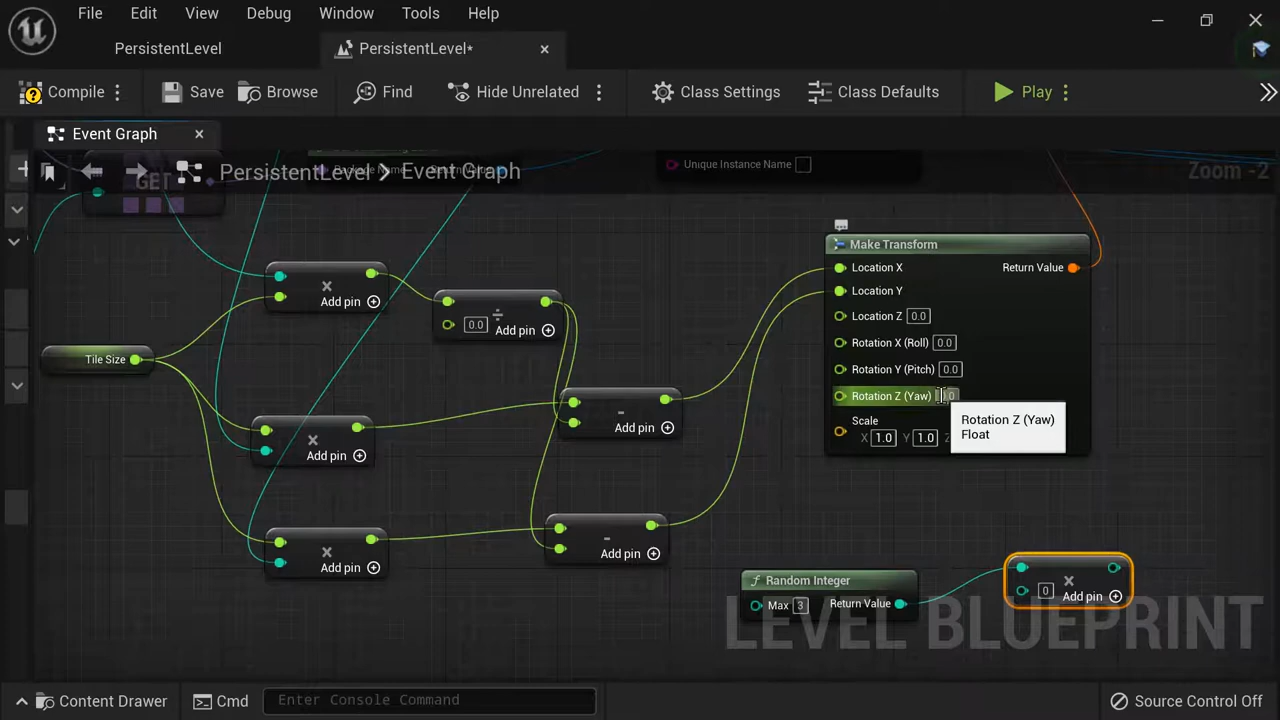 File Edit View Debug Window Tools Help
PersistentLevel PersistentLevel*
Compile Save Browse Find Hide Unrelated Class Settings Class Defaults Play
Event Graph
PersistentLevel > Event Graph Zoom -2
GET
Unique Instance Name
Make Transform
Location X Return Value
Location Y
Location Z 0.0
Rotation X (Roll) 0.0
Rotation Y (Pitch) 0.0
Rotation Z (Yaw)
Scale
X 1.0 Y 1.0 Z
Rotation Z (Yaw)
Float
×
Add pin
÷
0.0 Add pin
Tile Size
-
Add pin
×
Add pin
-
Add pin
×
Add pin
Random Integer
Max 3 Return Value
×
0 Add pin
LEVEL BLUEPRINT
Content Drawer Cmd Enter Console Command Source Control Off